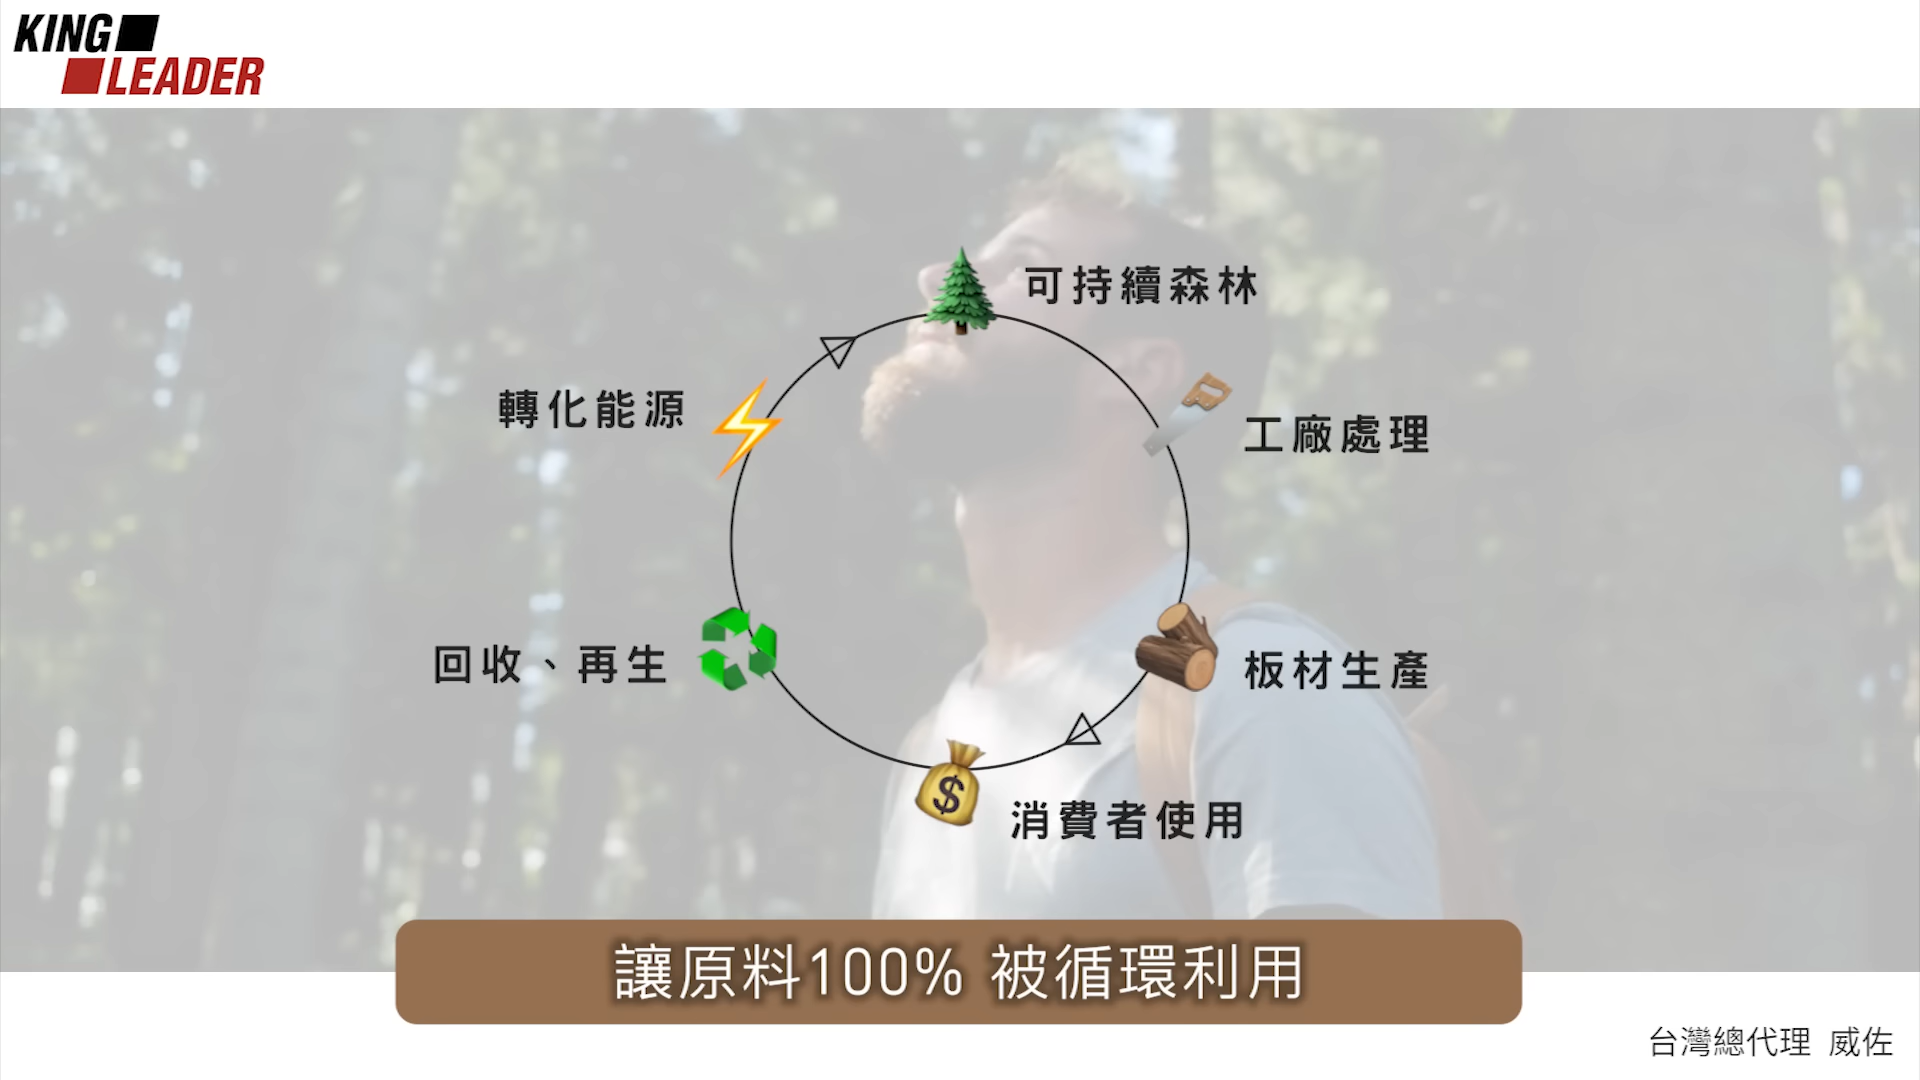 KING
LEADER
可持續森林
工廠處理
板材生產
消費者使用
回收、再生
轉化能源
讓原料100% 被循環利用
台灣總代理 威佐